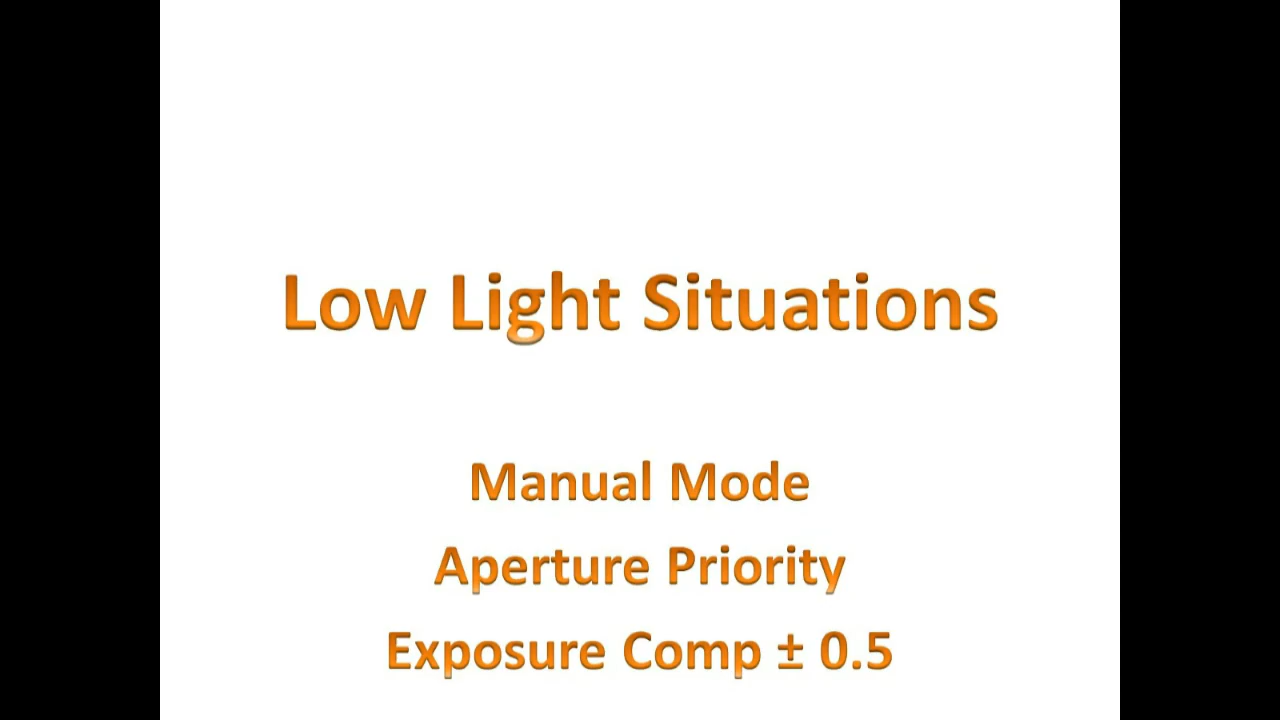 Low Light Situations
Manual Mode
Aperture Priority
Exposure Comp ± 0.5